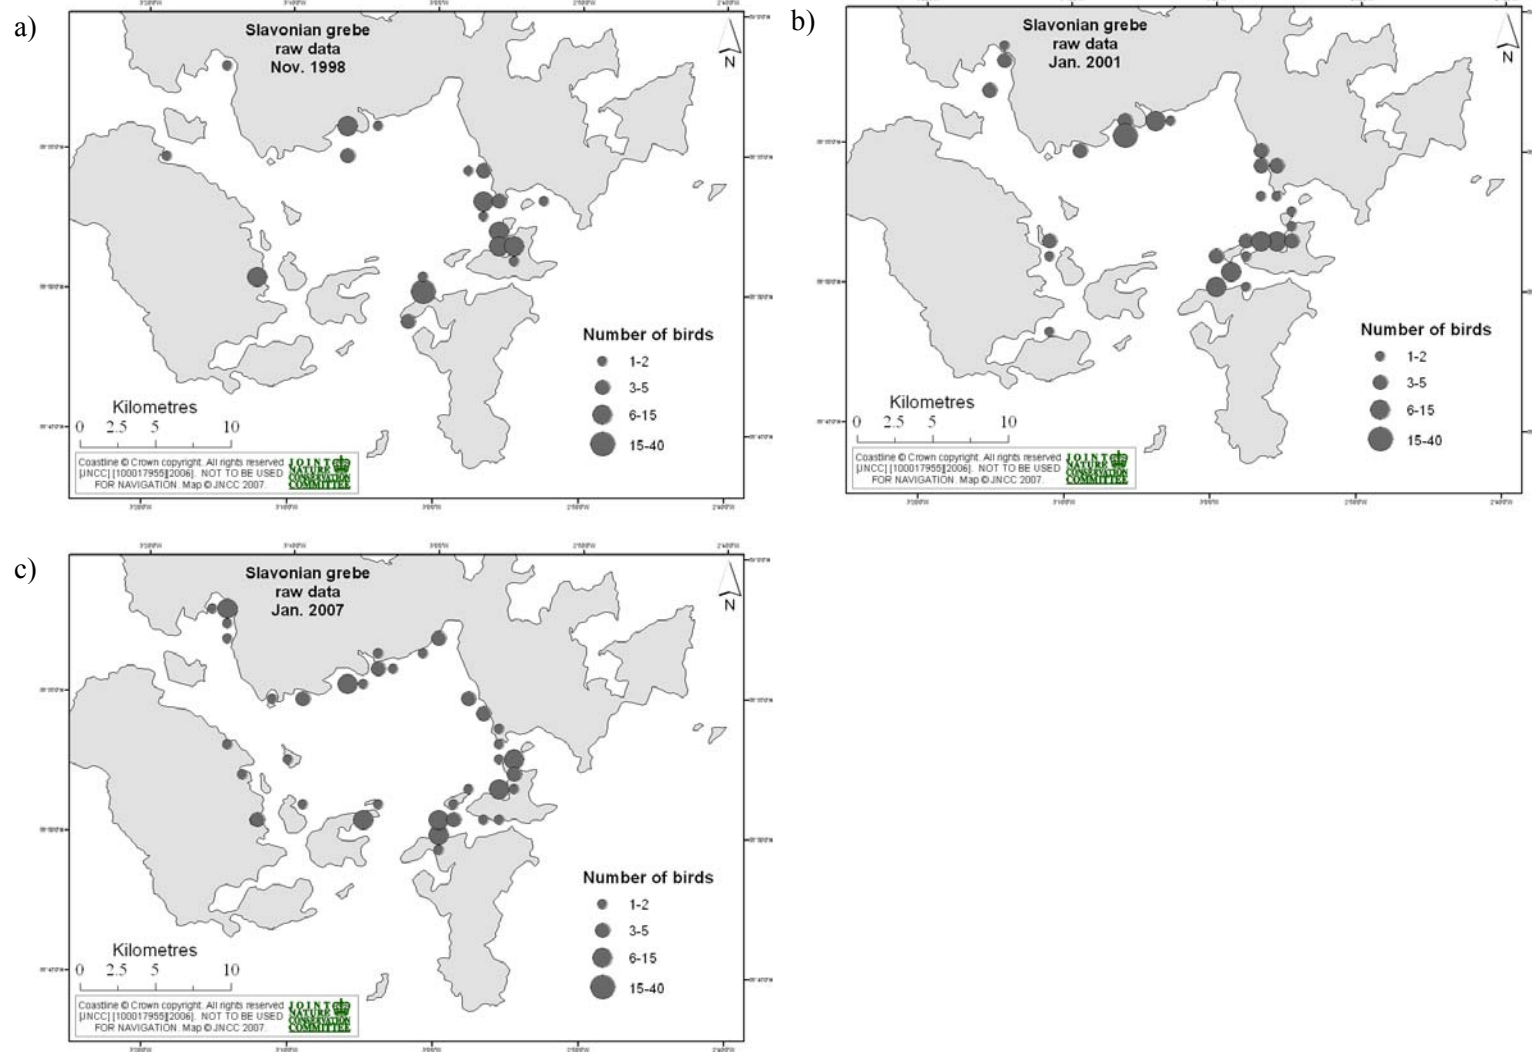 a)
Slavonian grebe
raw data
Nov. 1998
N
Number of birds
1-2
3-5
6-15
15-40
Kilometres
0 2.5 5 10
Coastline © Crown copyright. All rights reserved
[JNCC] [100017955][2006]. NOT TO BE USED
FOR NAVIGATION. Map © JNCC 2007.
JOINT
NATURE
CONSERVATION
COMMITTEE
b)
Slavonian grebe
raw data
Jan. 2001
N
Number of birds
1-2
3-5
6-15
15-40
Kilometres
0 2.5 5 10
Coastline © Crown copyright. All rights reserved
[JNCC] [100017955][2006]. NOT TO BE USED
FOR NAVIGATION. Map © JNCC 2007.
JOINT
NATURE
CONSERVATION
COMMITTEE
c)
Slavonian grebe
raw data
Jan. 2007
N
Number of birds
1-2
3-5
6-15
15-40
Kilometres
0 2.5 5 10
Coastline © Crown copyright. All rights reserved
[JNCC] [100017955][2006]. NOT TO BE USED
FOR NAVIGATION. Map © JNCC 2007.
JOINT
NATURE
CONSERVATION
COMMITTEE